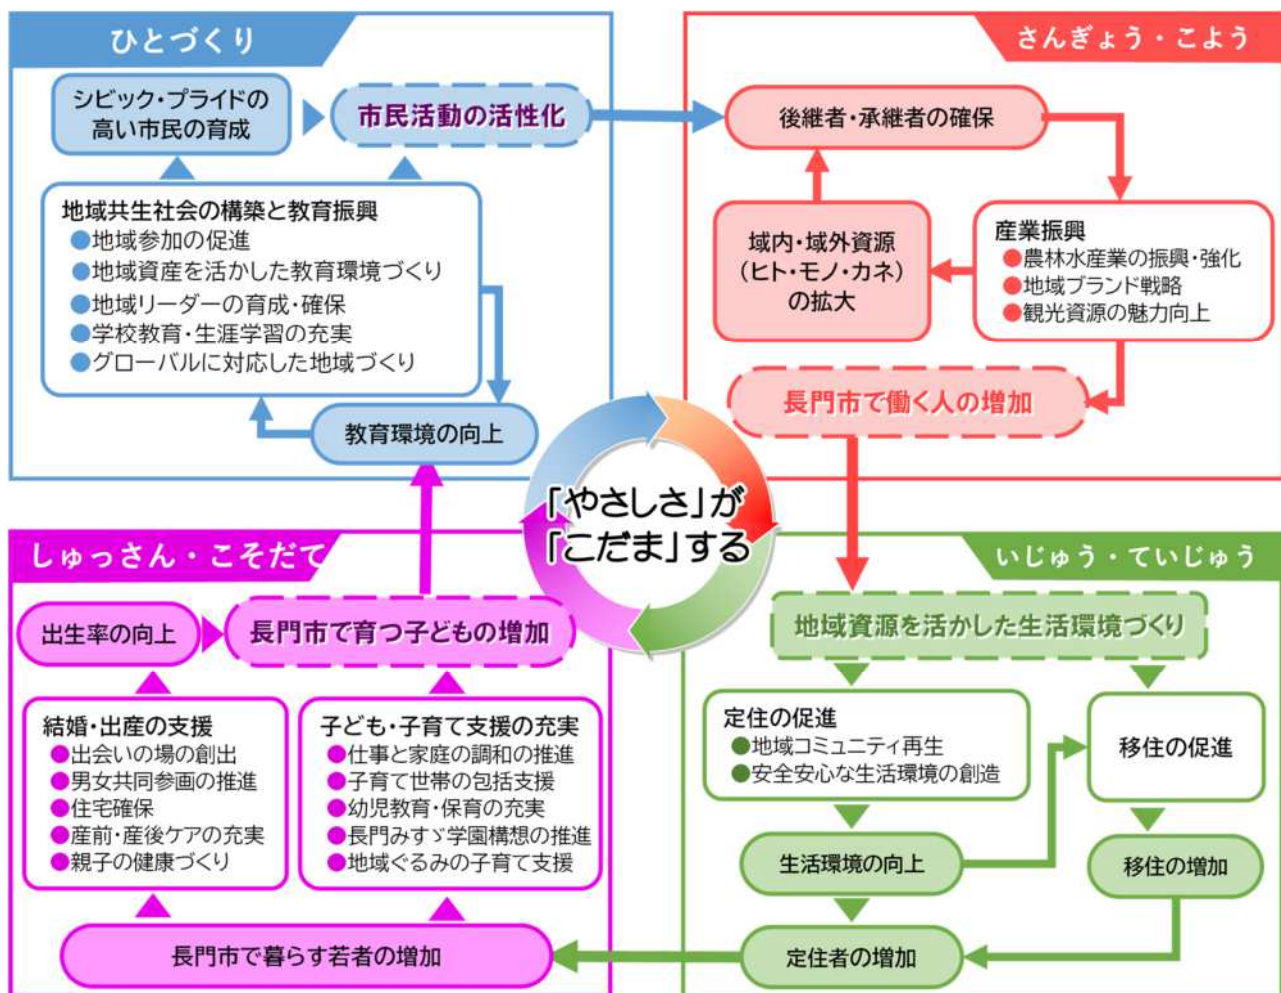 ひとづくり
シビック・プライドの
高い市民の育成
市民活動の活性化
地域共生社会の構築と教育振興
●地域参加の促進
●地域資産を活かした教育環境づくり
●地域リーダーの育成・確保
●学校教育・生涯学習の充実
●グローバルに対応した地域づくり
教育環境の向上
さんぎょう・こよう
後継者・承継者の確保
域内・域外資源
（ヒト・モノ・カネ）
の拡大
産業振興
●農林水産業の振興・強化
●地域ブランド戦略
●観光資源の魅力向上
長門市で働く人の増加
「やさしさ」が
「こだま」する
しゅっさん・こそだて
出生率の向上
長門市で育つ子どもの増加
結婚・出産の支援
●出会いの場の創出
●男女共同参画の推進
●住宅確保
●産前・産後ケアの充実
●親子の健康づくり
子ども・子育て支援の充実
●仕事と家庭の調和の推進
●子育て世帯の包括支援
●幼児教育・保育の充実
●長門みすゞ学園構想の推進
●地域ぐるみの子育て支援
長門市で暮らす若者の増加
いじゅう・ていじゅう
地域資源を活かした生活環境づくり
定住の促進
●地域コミュニティ再生
●安全安心な生活環境の創造
移住の促進
生活環境の向上
移住の増加
定住者の増加